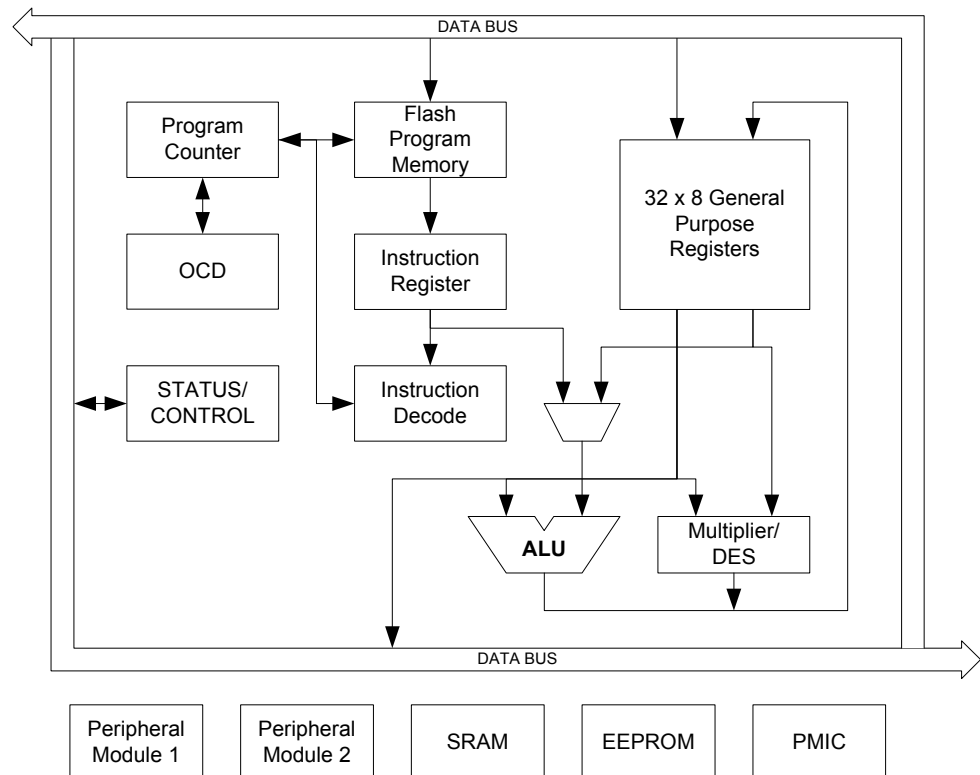 DATA BUS
Program
Counter
Flash
Program
Memory
32 x 8 General
Purpose
Registers
OCD
Instruction
Register
STATUS/
CONTROL
Instruction
Decode
ALU
Multiplier/
DES
DATA BUS
Peripheral
Module 1
Peripheral
Module 2
SRAM
EEPROM
PMIC